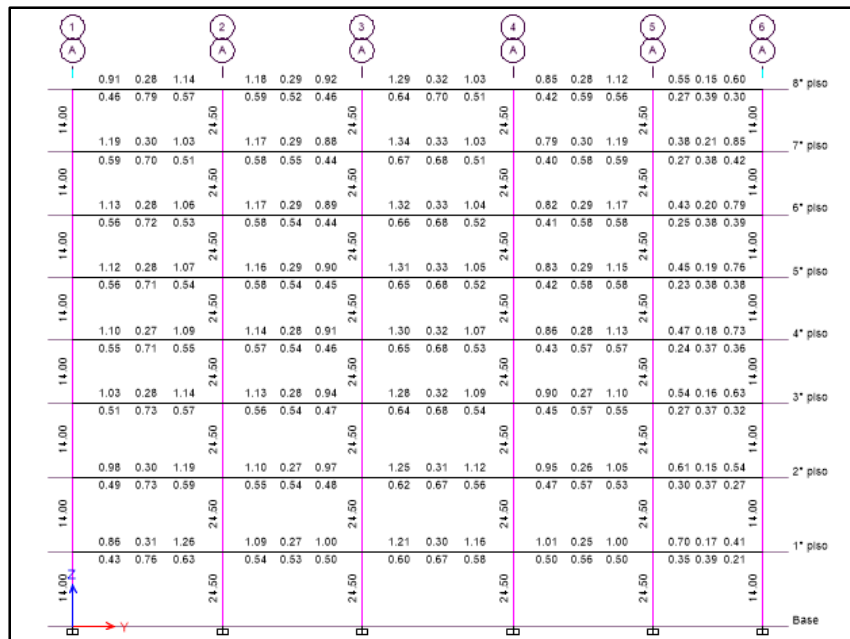 1 2 3 4 5 6
A A A A A A
0.91 0.28 1.14 1.18 0.29 0.92 1.29 0.32 1.03 0.85 0.28 1.12 0.55 0.15 0.60 8° piso
0.46 0.79 0.57 0.59 0.52 0.46 0.64 0.70 0.51 0.42 0.59 0.56 0.27 0.39 0.30
14.00 24.50 24.50 24.50 24.50 14.00
1.19 0.30 1.03 1.17 0.29 0.88 1.34 0.33 1.03 0.79 0.30 1.19 0.38 0.21 0.85 7° piso
0.59 0.70 0.51 0.58 0.55 0.44 0.67 0.68 0.51 0.40 0.58 0.59 0.27 0.38 0.42
14.00 24.50 24.50 24.50 24.50 14.00
1.13 0.28 1.06 1.17 0.29 0.89 1.32 0.33 1.04 0.82 0.29 1.17 0.43 0.20 0.79 6° piso
0.56 0.72 0.53 0.58 0.54 0.44 0.66 0.68 0.52 0.41 0.58 0.58 0.25 0.38 0.39
14.00 24.50 24.50 24.50 24.50 14.00
1.12 0.28 1.07 1.16 0.29 0.90 1.31 0.33 1.05 0.83 0.29 1.15 0.45 0.19 0.76 5° piso
0.56 0.71 0.54 0.58 0.54 0.45 0.65 0.68 0.52 0.42 0.58 0.58 0.23 0.38 0.38
14.00 24.50 24.50 24.50 24.50 14.00
1.10 0.27 1.09 1.14 0.28 0.91 1.30 0.32 1.07 0.86 0.28 1.13 0.47 0.18 0.73 4° piso
0.55 0.71 0.55 0.57 0.54 0.46 0.65 0.68 0.53 0.43 0.57 0.57 0.24 0.37 0.36
14.00 24.50 24.50 24.50 24.50 14.00
1.03 0.28 1.14 1.13 0.28 0.94 1.28 0.32 1.09 0.90 0.27 1.10 0.54 0.16 0.63 3° piso
0.51 0.73 0.57 0.56 0.54 0.47 0.64 0.68 0.54 0.45 0.57 0.55 0.27 0.37 0.32
14.00 24.50 24.50 24.50 24.50 14.00
0.98 0.30 1.19 1.10 0.27 0.97 1.25 0.31 1.12 0.95 0.26 1.05 0.61 0.15 0.54 2° piso
0.49 0.73 0.59 0.55 0.54 0.48 0.62 0.67 0.56 0.47 0.57 0.53 0.30 0.37 0.27
14.00 24.50 24.50 24.50 24.50 14.00
0.86 0.31 1.26 1.09 0.27 1.00 1.21 0.30 1.16 1.01 0.25 1.00 0.70 0.17 0.41 1° piso
0.43 0.76 0.63 0.54 0.53 0.50 0.60 0.67 0.58 0.50 0.56 0.50 0.35 0.39 0.21
14.00 24.50 24.50 24.50 24.50 14.00
Z
Y
Base